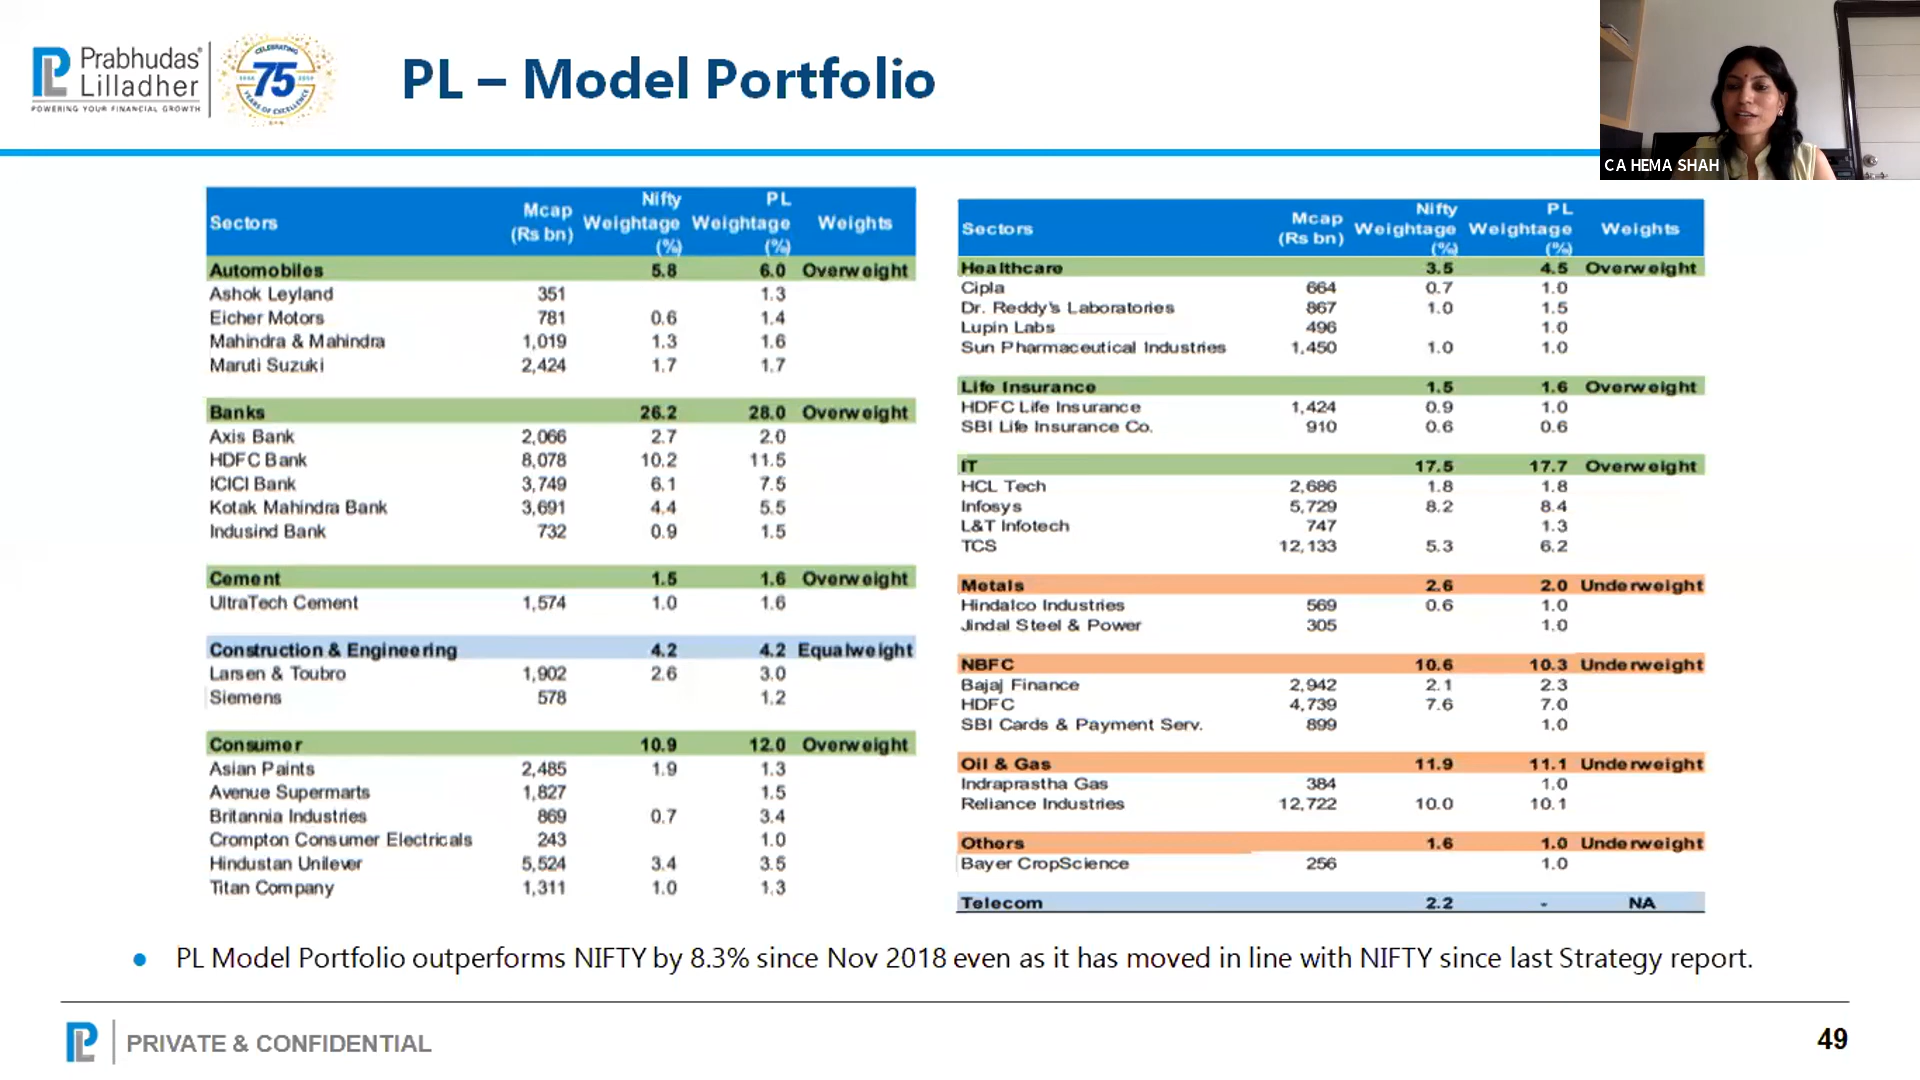 Prabhudas
Lilladher
POWERING YOUR FINANCIAL GROWTH
CELEBRATING
75
YEARS OF EXCELLENCE
PL – Model Portfolio
CA HEMA SHAH
Sectors Mcap (Rs bn) Nifty Weightage (%) PL Weightage (%) Weights
Automobiles 5.8 6.0 Overweight
Ashok Leyland 351 1.3
Eicher Motors 781 0.6 1.4
Mahindra & Mahindra 1,019 1.3 1.6
Maruti Suzuki 2,424 1.7 1.7
Banks 26.2 28.0 Overweight
Axis Bank 2,066 2.7 2.0
HDFC Bank 8,078 10.2 11.5
ICICI Bank 3,749 6.1 7.5
Kotak Mahindra Bank 3,691 4.4 5.5
Indusind Bank 732 0.9 1.5
Cement 1.5 1.6 Overweight
UltraTech Cement 1,574 1.0 1.6
Construction & Engineering 4.2 4.2 Equalweight
Larsen & Toubro 1,902 2.6 3.0
Siemens 578 1.2
Consumer 10.9 12.0 Overweight
Asian Paints 2,485 1.9 1.3
Avenue Supermarts 1,827 1.5
Britannia Industries 869 0.7 3.4
Crompton Consumer Electricals 243 1.0
Hindustan Unilever 5,524 3.4 3.5
Titan Company 1,311 1.0 1.3
Sectors Mcap (Rs bn) Nifty Weightage (%) PL Weightage (%) Weights
Healthcare 3.5 4.5 Overweight
Cipla 664 0.7 1.0
Dr. Reddy's Laboratories 867 1.0 1.5
Lupin Labs 496 1.0
Sun Pharmaceutical Industries 1,450 1.0 1.0
Life Insurance 1.5 1.6 Overweight
HDFC Life Insurance 1,424 0.9 1.0
SBI Life Insurance Co. 910 0.6 0.6
IT 17.5 17.7 Overweight
HCL Tech 2,686 1.8 1.8
Infosys 5,729 8.2 8.4
L&T Infotech 747 1.3
TCS 12,133 5.3 6.2
Metals 2.6 2.0 Underweight
Hindalco Industries 569 0.6 1.0
Jindal Steel & Power 305 1.0
NBFC 10.6 10.3 Underweight
Bajaj Finance 2,942 2.1 2.3
HDFC 4,739 7.6 7.0
SBI Cards & Payment Serv. 899 1.0
Oil & Gas 11.9 11.1 Underweight
Indraprastha Gas 384 1.0
Reliance Industries 12,722 10.0 10.1
Others 1.6 1.0 Underweight
Bayer CropScience 256 1.0
Telecom 2.2 - NA
• PL Model Portfolio outperforms NIFTY by 8.3% since Nov 2018 even as it has moved in line with NIFTY since last Strategy report.
PRIVATE & CONFIDENTIAL
49